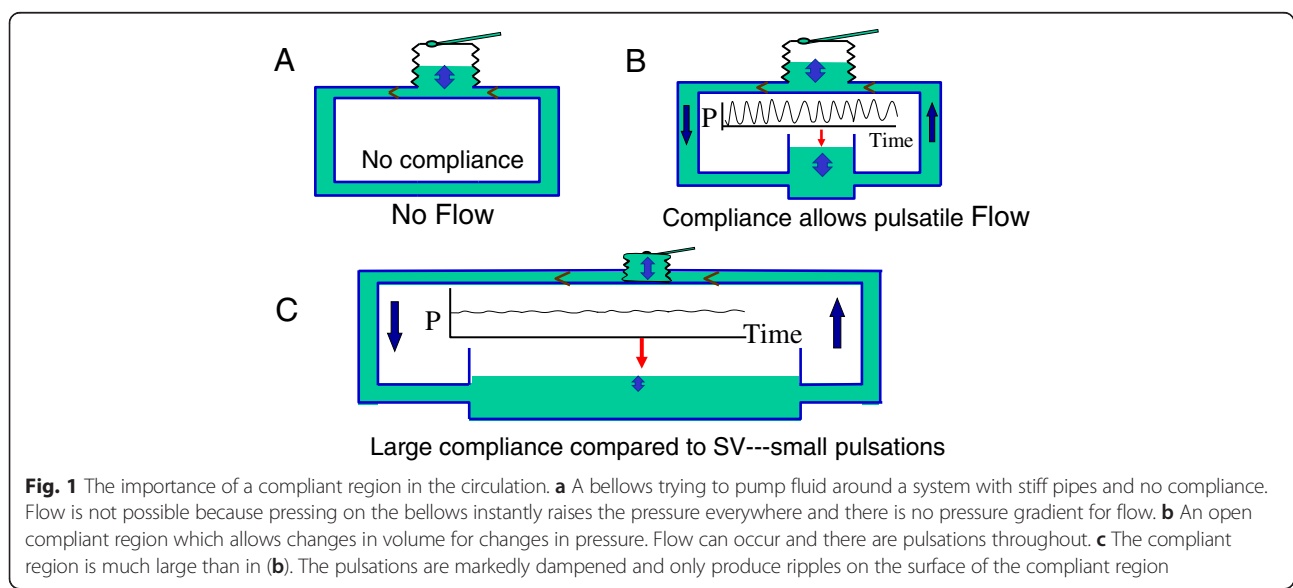 A
No compliance
No Flow
B
P
Time
Compliance allows pulsatile Flow
C
P
Time
Large compliance compared to SV---small pulsations
Fig. 1 The importance of a compliant region in the circulation. a A bellows trying to pump fluid around a system with stiff pipes and no compliance.
Flow is not possible because pressing on the bellows instantly raises the pressure everywhere and there is no pressure gradient for flow. b An open
compliant region which allows changes in volume for changes in pressure. Flow can occur and there are pulsations throughout. c The compliant
region is much large than in (b). The pulsations are markedly dampened and only produce ripples on the surface of the compliant region